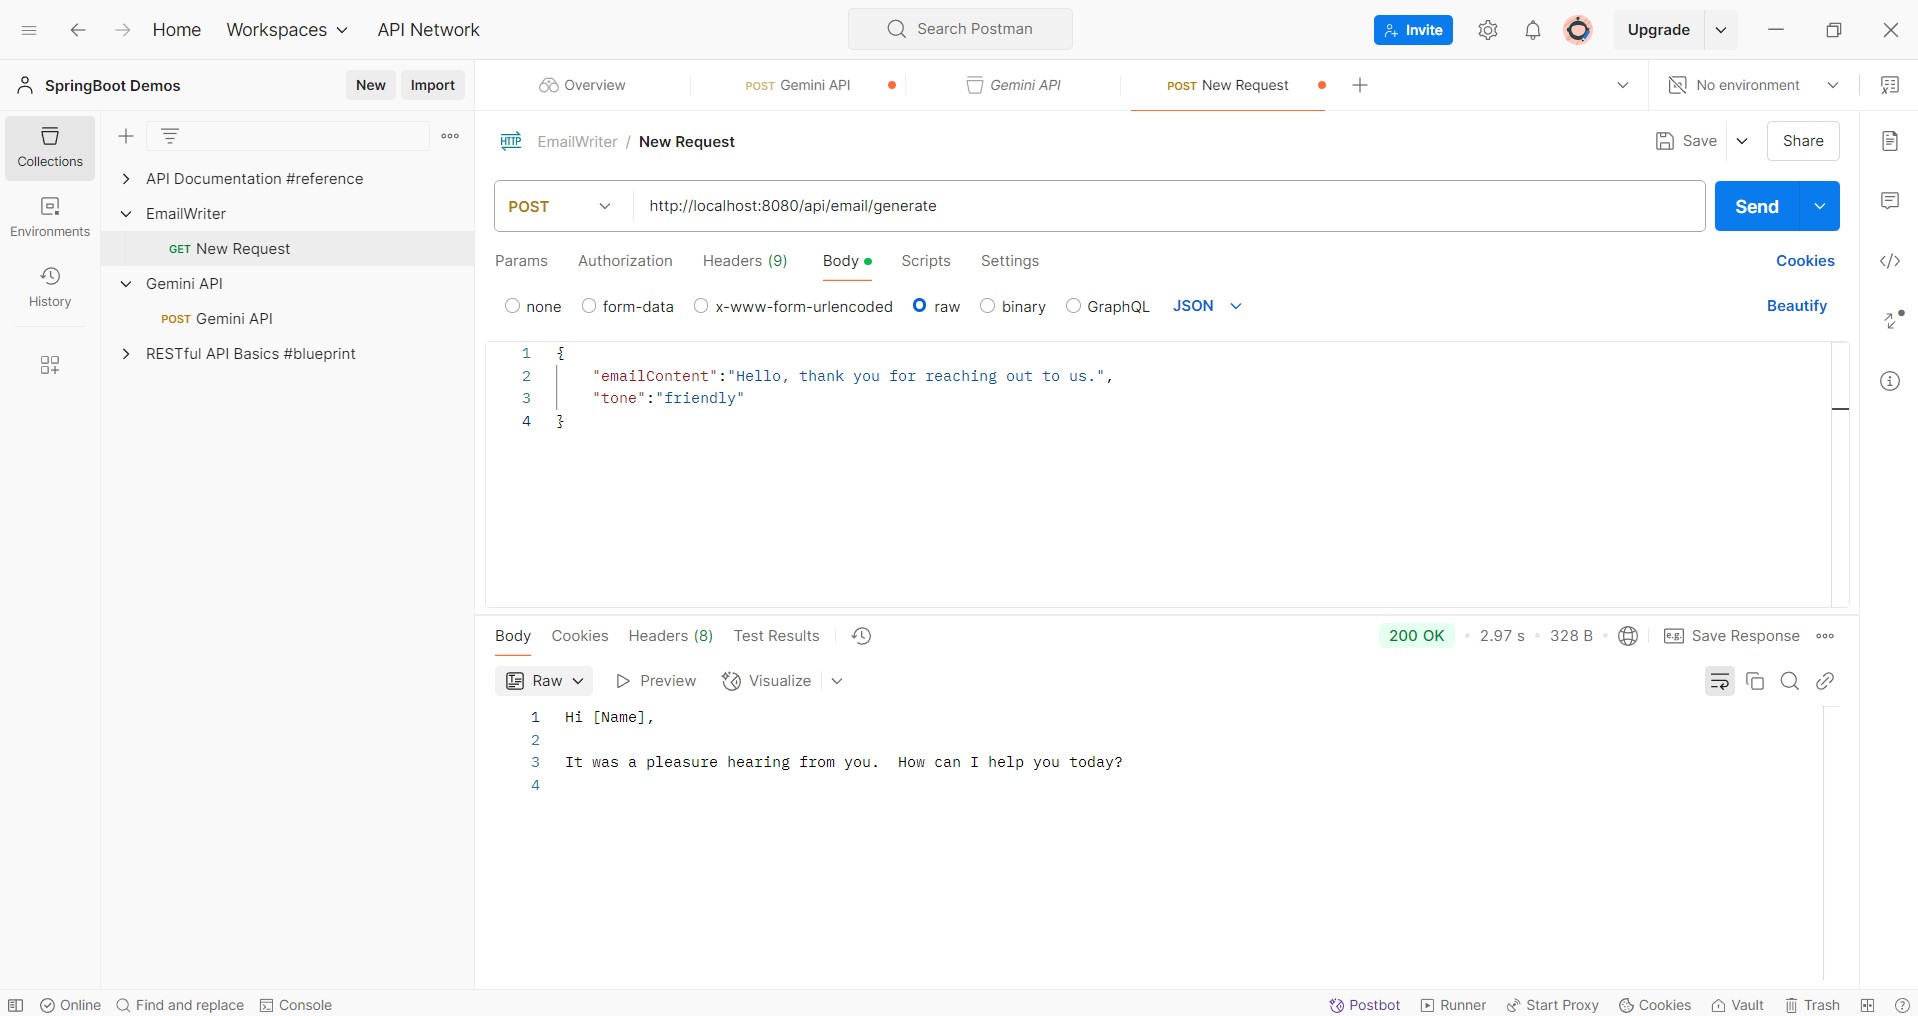 Home Workspaces API Network Search Postman Invite Upgrade
SpringBoot Demos New Import Overview POST Gemini API Gemini API POST New Request No environment
Collections
Environments
History
API Documentation #reference
EmailWriter
GET New Request
Gemini API
POST Gemini API
RESTful API Basics #blueprint
HTTP EmailWriter / New Request Save Share
POST http://localhost:8080/api/email/generate Send
Params Authorization Headers (9) Body Scripts Settings Cookies
none form-data x-www-form-urlencoded raw binary GraphQL JSON Beautify
1 {
2 "emailContent":"Hello, thank you for reaching out to us.",
3 "tone":"friendly"
4 }
Body Cookies Headers (8) Test Results 200 OK 2.97 s 328 B e.g. Save Response
Raw Preview Visualize
1 Hi [Name],
2
3 It was a pleasure hearing from you.  How can I help you today?
4
Online Find and replace Console Postbot Runner Start Proxy Cookies Vault Trash